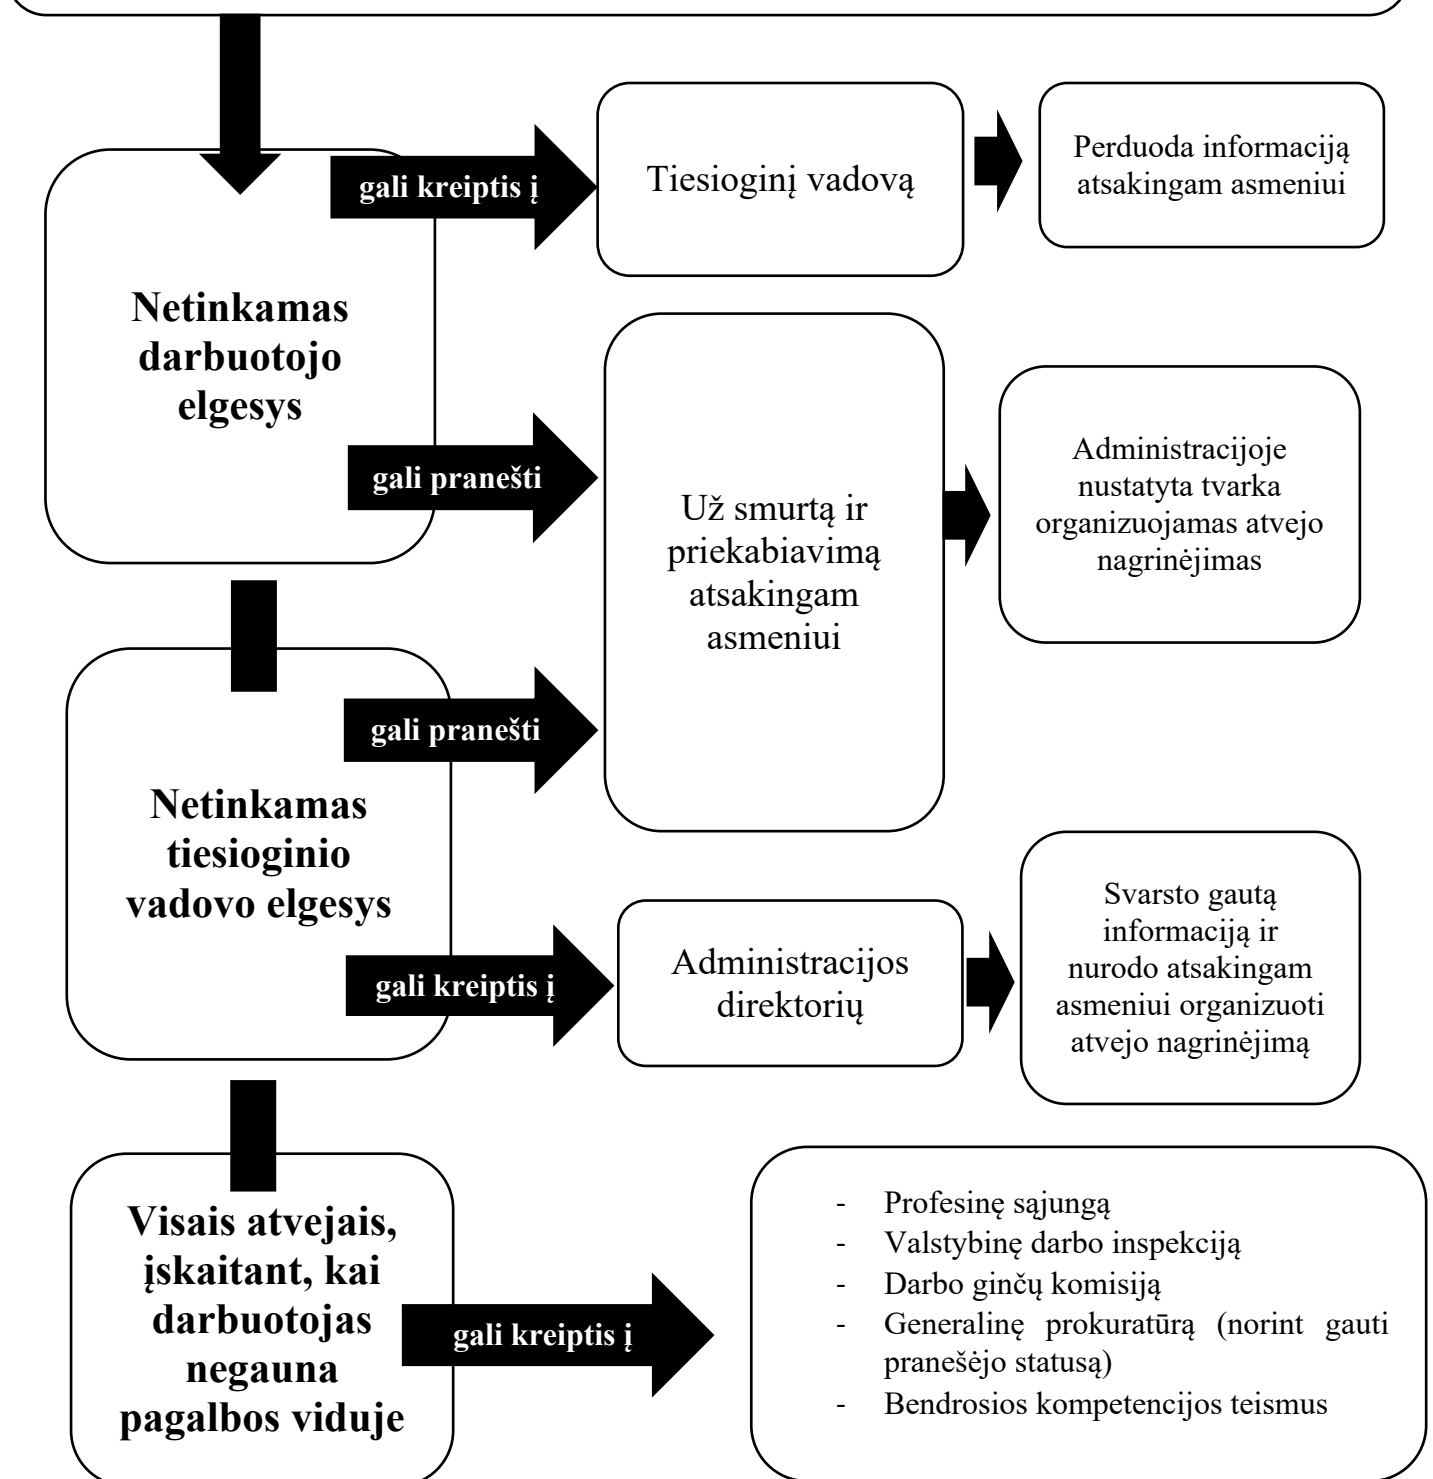 gali kreiptis į
Tiesioginį vadovą
Perduoda informaciją
atsakingam asmeniui
Netinkamas
darbuotojo
elgesys
gali pranešti
Už smurtą ir
priekabiavimą
atsakingam
asmeniui
Administracijoje
nustatyta tvarka
organizuojamas atvejo
nagrinėjimas
gali pranešti
Netinkamas
tiesioginio
vadovo elgesys
gali kreiptis į
Administracijos
direktorių
Svarsto gautą
informaciją ir
nurodo atsakingam
asmeniui organizuoti
atvejo nagrinėjimą
Visais atvejais,
įskaitant, kai
darbuotojas
negauna
pagalbos viduje
gali kreiptis į
- Profesinę sąjungą
- Valstybinę darbo inspekciją
- Darbo ginčų komisiją
- Generalinę prokuratūrą (norint gauti
pranešėjo statusą)
- Bendrosios kompetencijos teismus